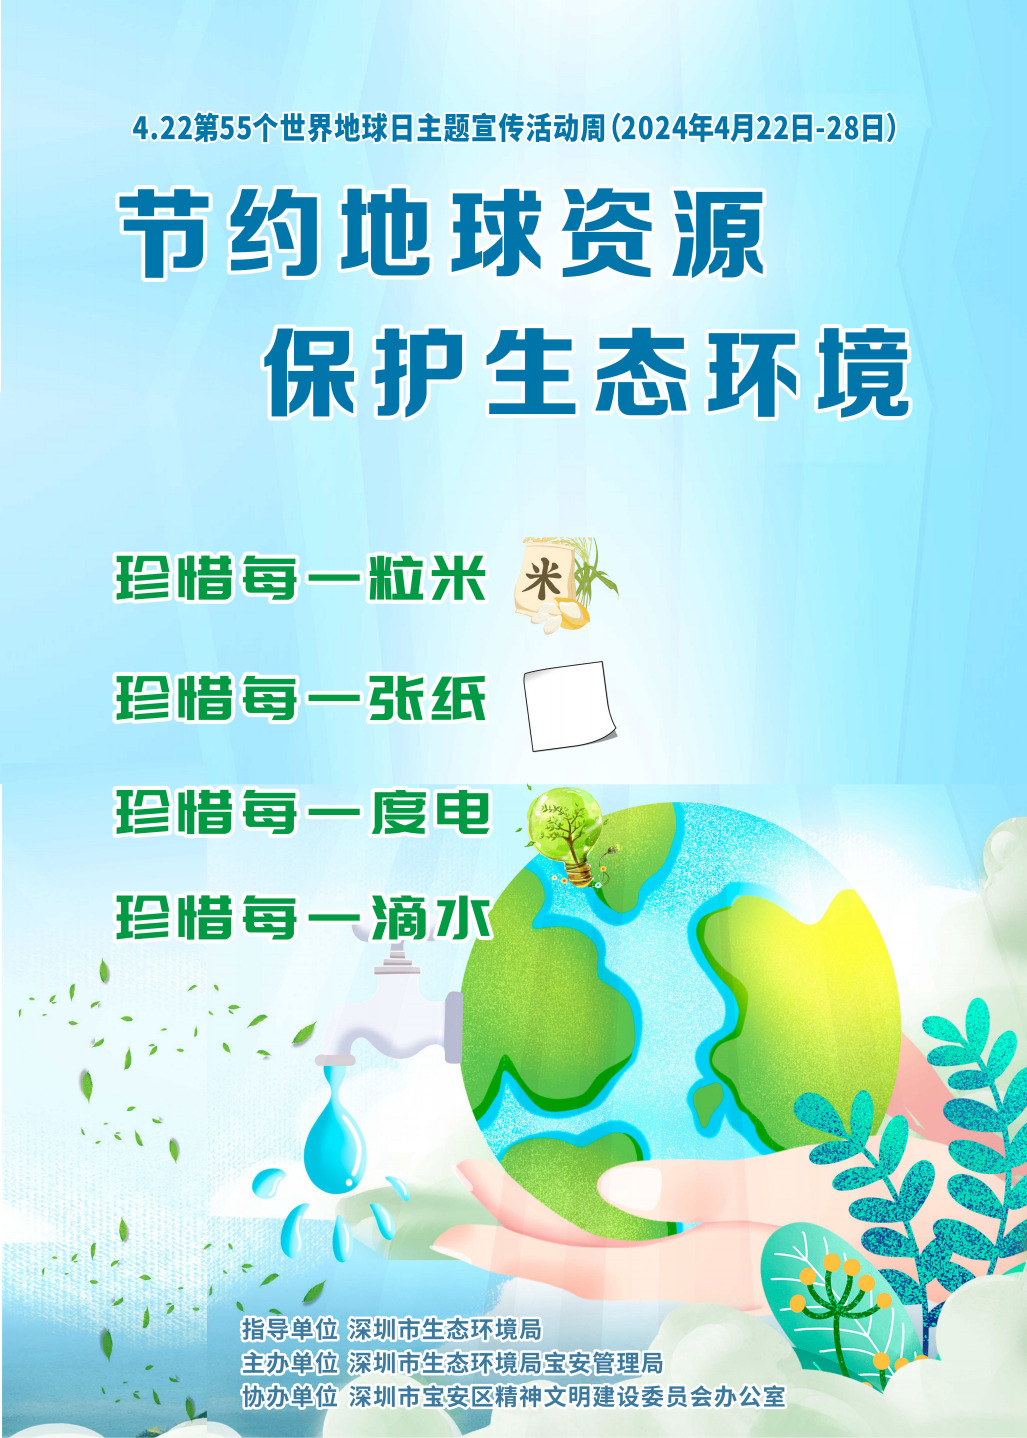 4.22第55个世界地球日主题宣传活动周(2024年4月22日-28日)
节约地球资源
保护生态环境
珍惜每一粒米
米
珍惜每一张纸
珍惜每一度电
珍惜每一滴水
指导单位 深圳市生态环境局
主办单位 深圳市生态环境局宝安管理局
协办单位 深圳市宝安区精神文明建设委员会办公室